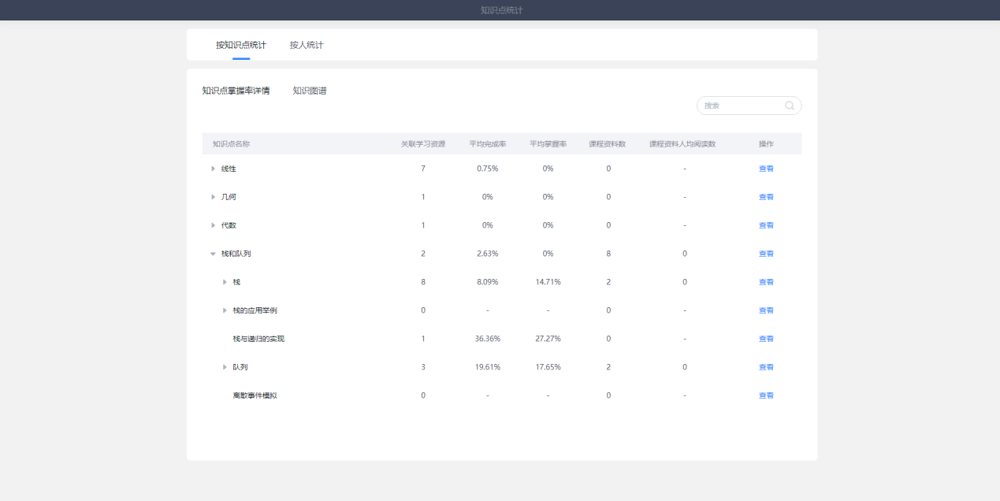 知识点统计
按知识点统计 按人统计
知识点掌握率详情 知识图谱
搜索
知识点名称 关联学习资源 平均完成率 平均掌握率 课程资料数 课程资料人均阅读数 操作
线性 7 0.75% 0% 0 - 查看
几何 1 0% 0% 0 - 查看
代数 1 0% 0% 0 - 查看
栈和队列 2 2.63% 0% 8 0 查看
栈 8 8.09% 14.71% 2 0 查看
栈的应用举例 0 - - 0 - 查看
栈与递归的实现 1 36.36% 27.27% 0 - 查看
队列 3 19.61% 17.65% 2 0 查看
离散事件模拟 0 - - 0 - 查看